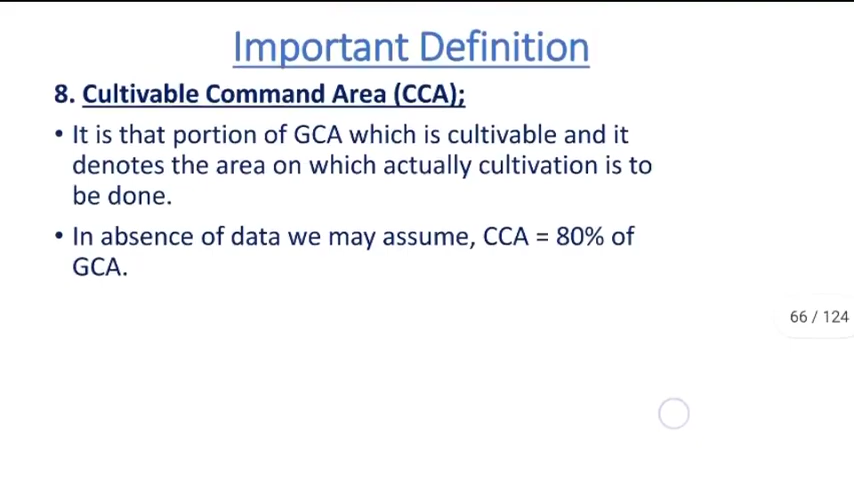 Important Definition
8. Cultivable Command Area (CCA);
• It is that portion of GCA which is cultivable and it
denotes the area on which actually cultivation is to
be done.
• In absence of data we may assume, CCA = 80% of
GCA.
66 / 124